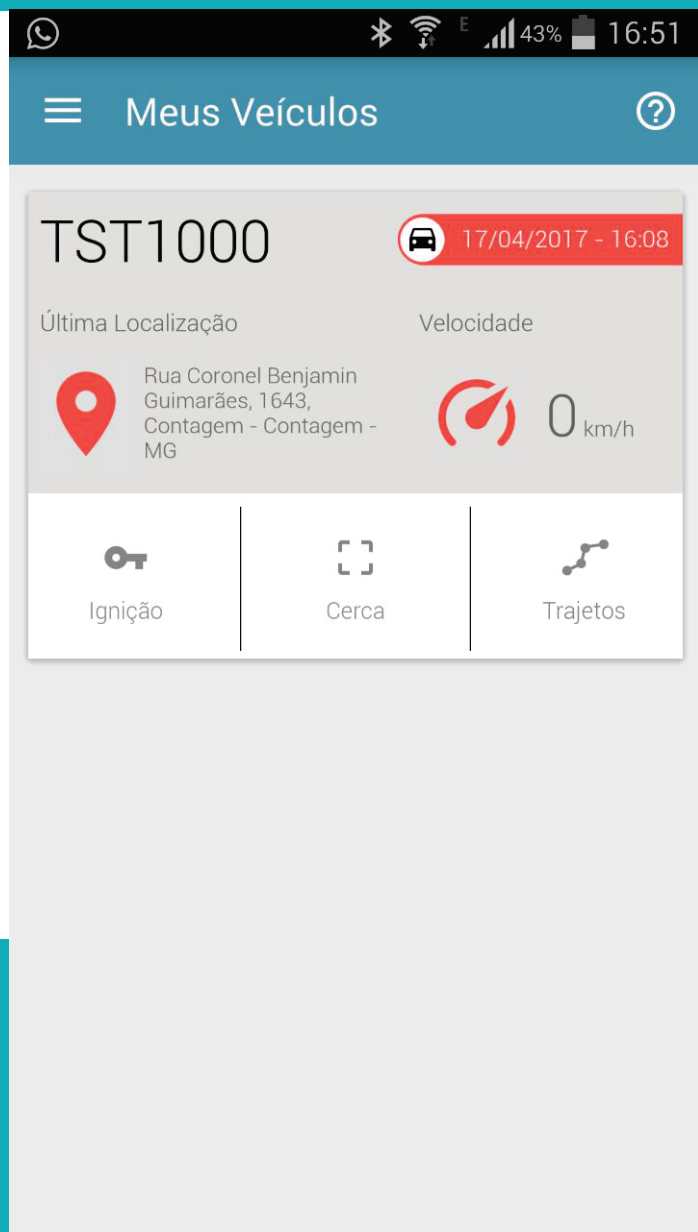 E 43% 16:51
Meus Veículos
TST1000
17/04/2017 - 16:08
Última Localização
Velocidade
Rua Coronel Benjamin
Guimarães, 1643,
Contagem - Contagem -
MG
0 km/h
Ignição
Cerca
Trajetos